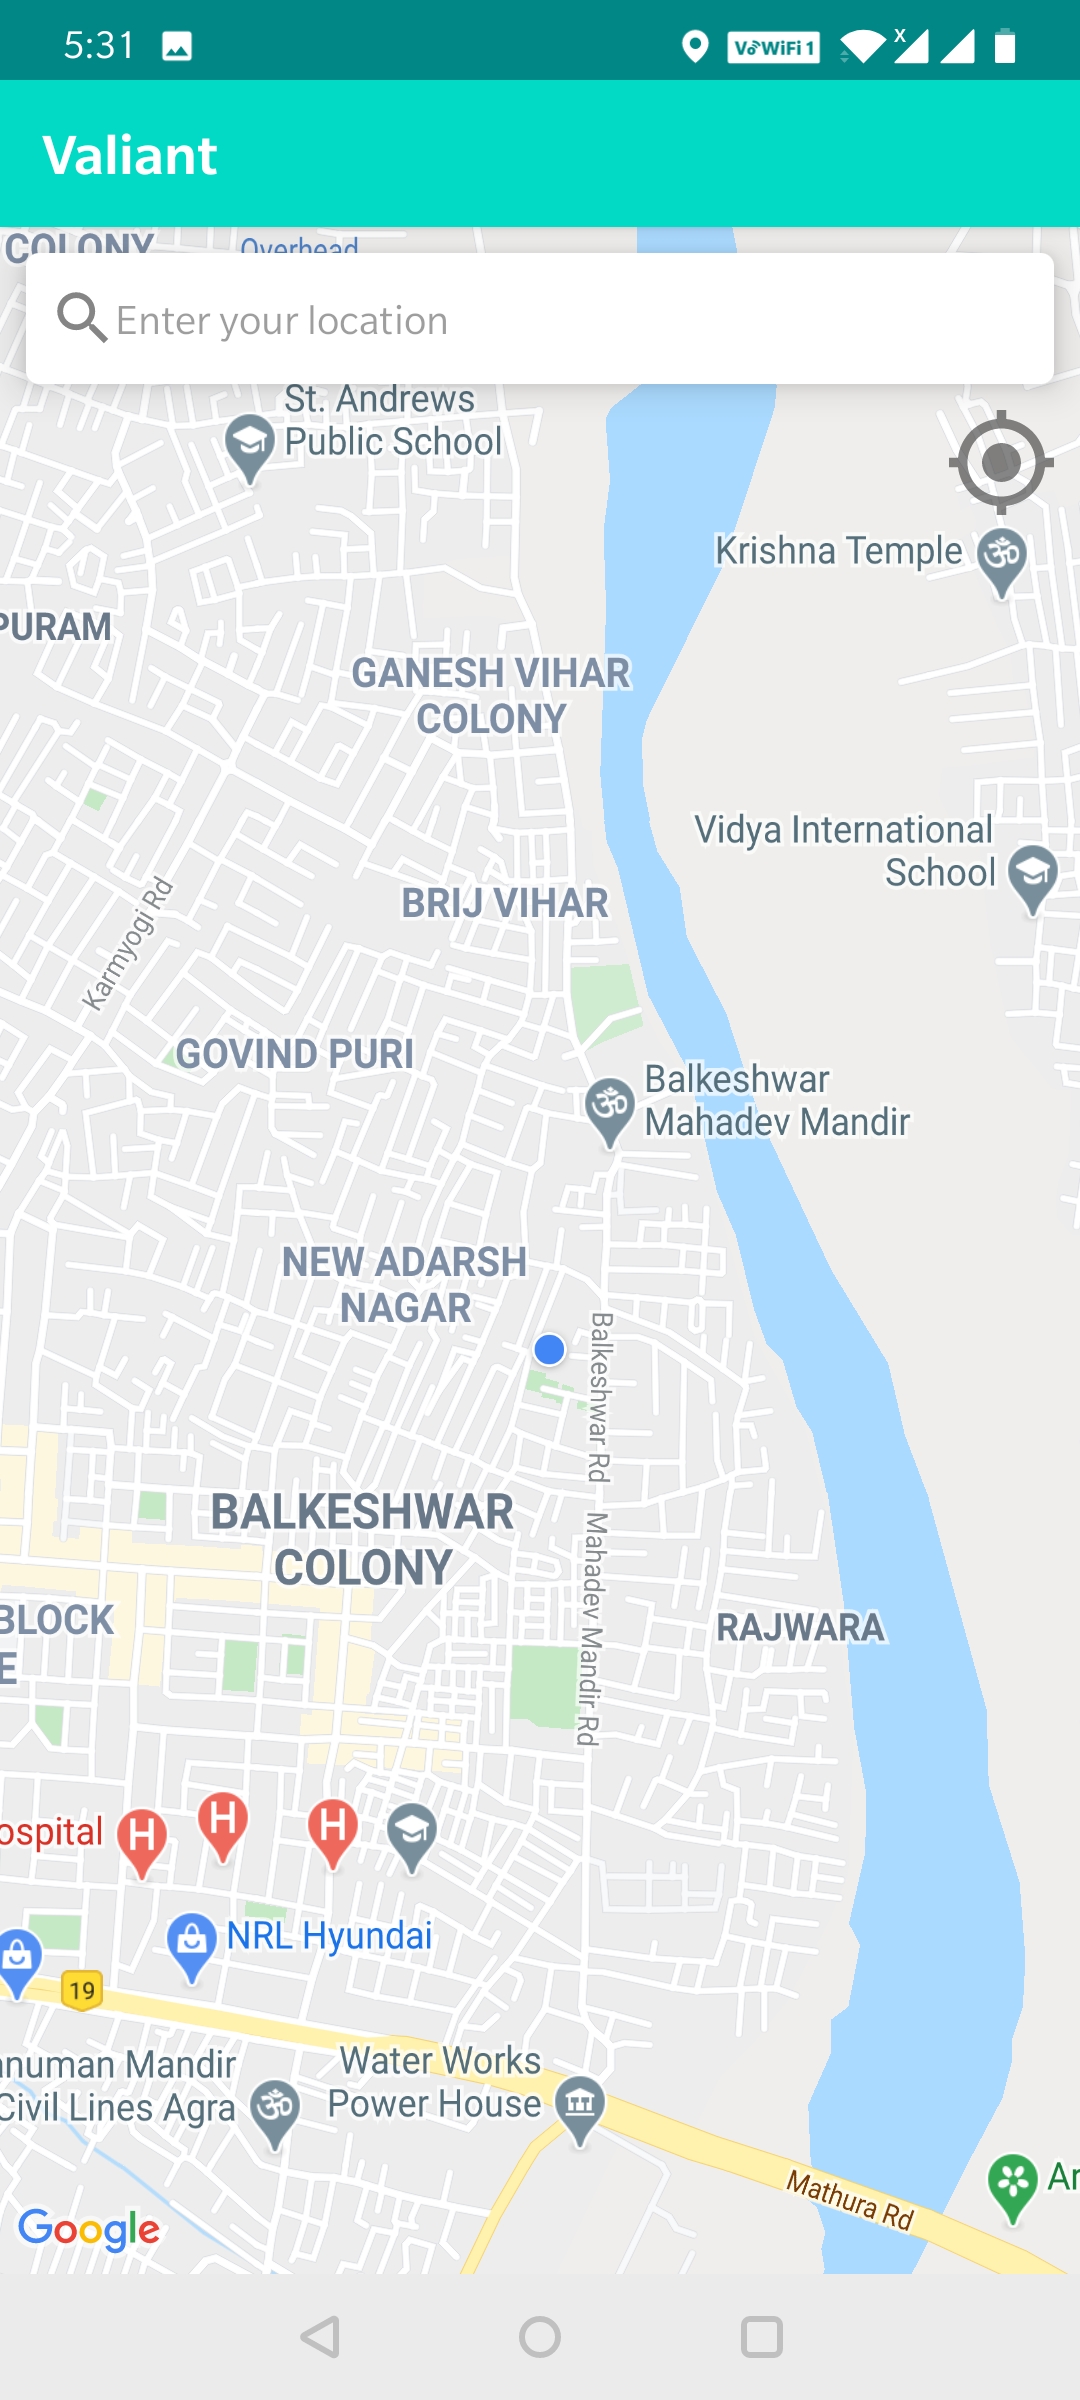 5:31
VoWiFi 1
X
Valiant
COLONY
Overhead
Enter your location
St. Andrews
Public School
Krishna Temple
PURAM
GANESH VIHAR
COLONY
Vidya International
School
BRIJ VIHAR
Karmyogi Rd
GOVIND PURI
Balkeshwar
Mahadev Mandir
NEW ADARSH
NAGAR
Balkeshwar Rd
BALKESHWAR
COLONY
Mahadev Mandir Rd
BLOCK
E
RAJWARA
ospital
H
H
H
NRL Hyundai
19
anuman Mandir
Civil Lines Agra
Water Works
Power House
Mathura Rd
Ar
Google